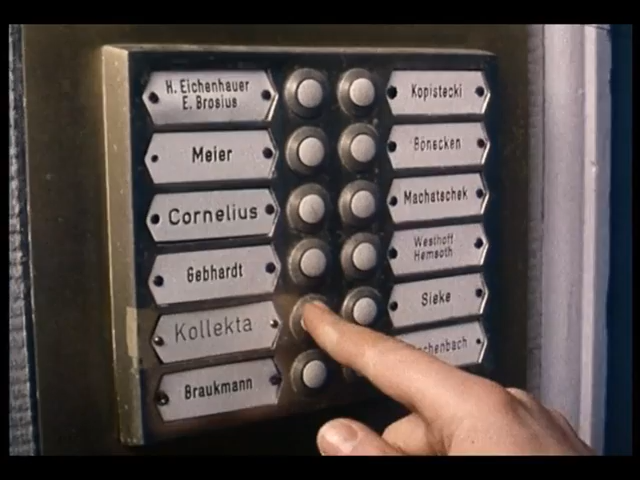 H. Eichenhauer
E. Brosius
Meier
Cornelius
Gebhardt
Kollekta
Braukmann
Kopistecki
Bönecken
Machatschek
Westhoff
Hemsoth
Sieke